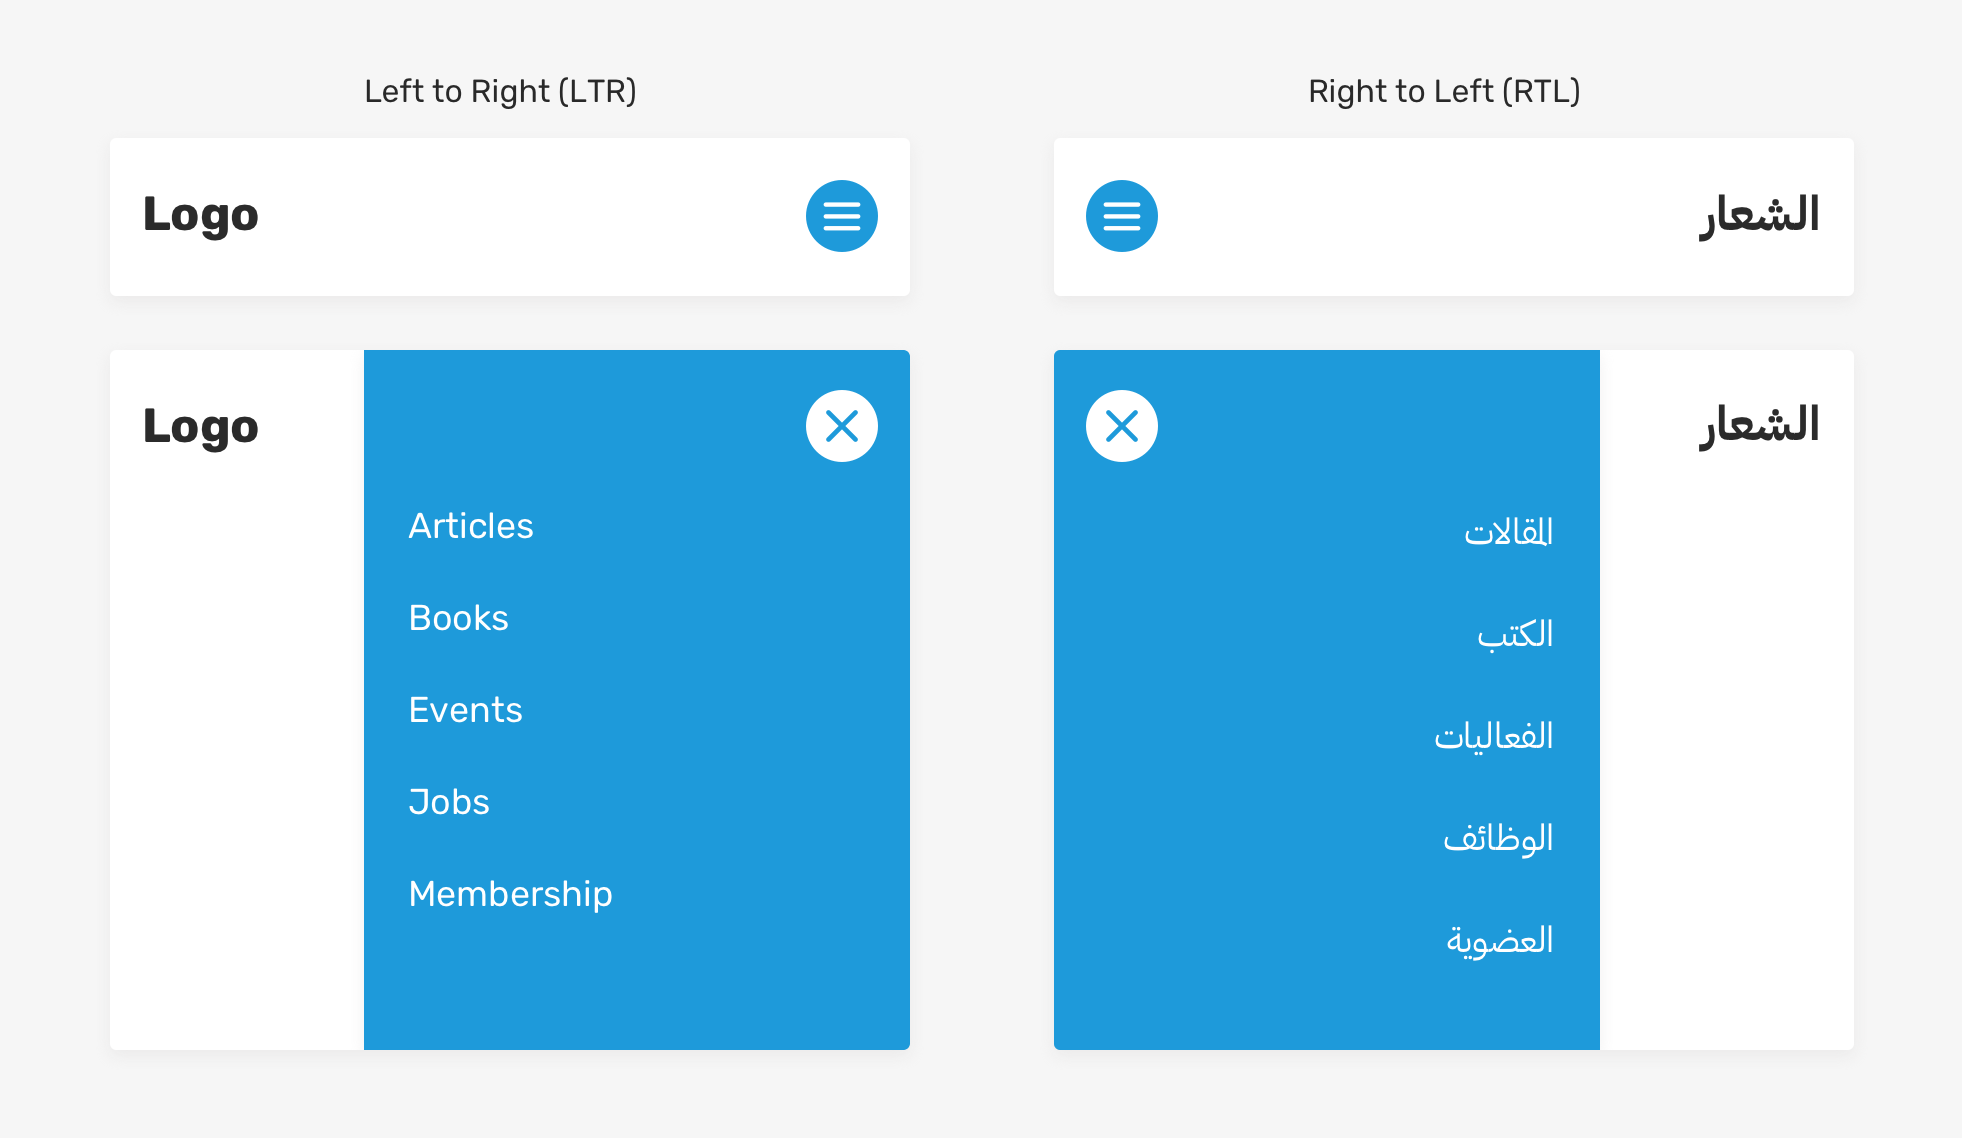 Left to Right (LTR)
Logo
Logo
Articles
Books
Events
Jobs
Membership
Right to Left (RTL)
الشعار
الشعار
المقالات
الكتب
الفعاليات
الوظائف
العضوية